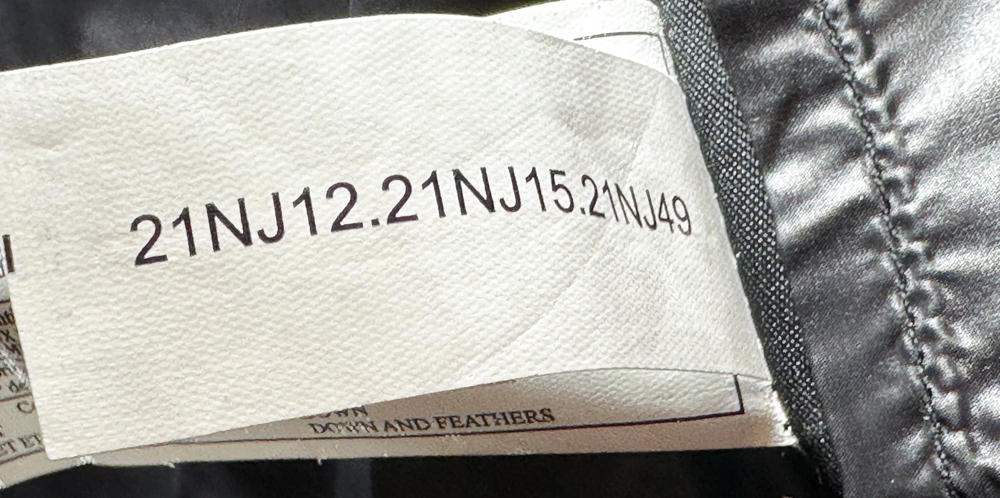 21NJ12.21NJ15.21NJ49
DOWN AND FEATHERS